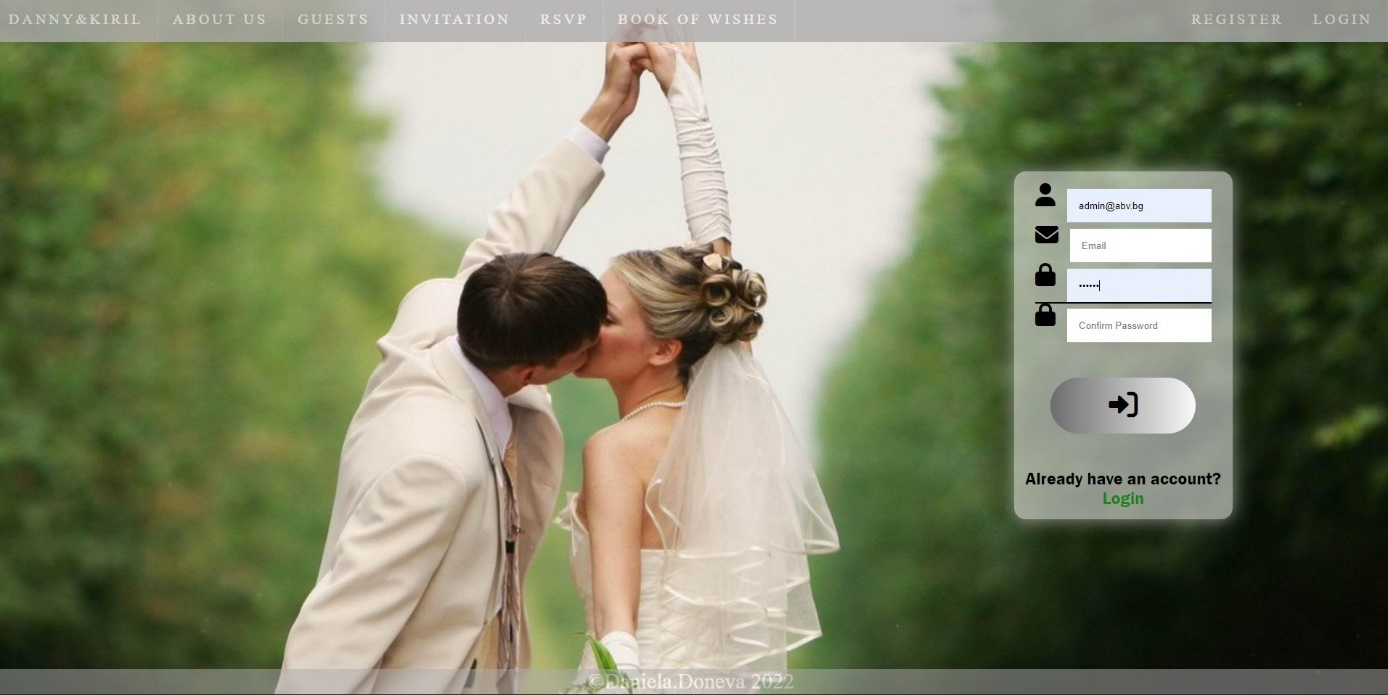 DANNY&KIRIL ABOUT US GUESTS INVITATION RSVP BOOK OF WISHES REGISTER LOGIN
admin@abv.bg
Email
••••••
Confirm Password
Already have an account?
Login
©Daniela.Doneva 2022